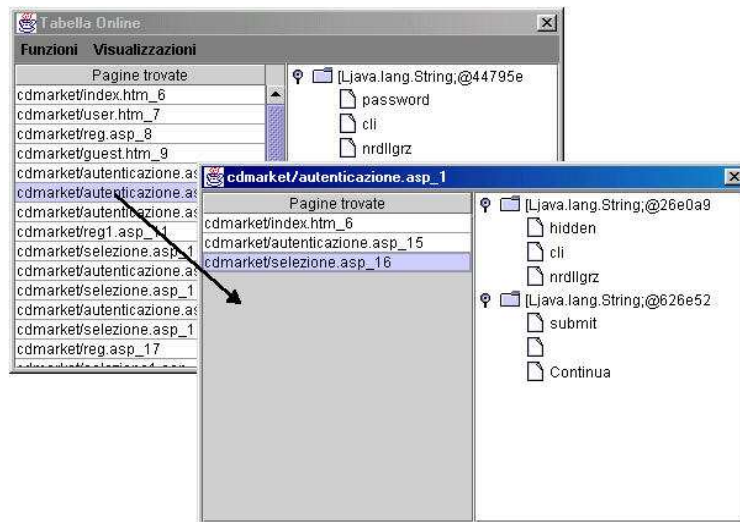 Tabella Online
Funzioni Visualizzazioni
Pagine trovate
cdmarket/index.htm_6
cdmarket/user.htm_7
cdmarket/reg.asp_8
cdmarket/guest.htm_9
cdmarket/autenticazione.as
cdmarket/autenticazione.as
cdmarket/autenticazione.as
cdmarket/reg1.asp_11
cdmarket/selezione.asp_1
cdmarket/autenticazione.as
cdmarket/selezione.asp_1
cdmarket/autenticazione.as
cdmarket/selezione.asp_1
cdmarket/reg.asp_17
[Ljava.lang.String;@44795e
password
cli
nrdllgrz
cdmarket/autenticazione.asp_1
Pagine trovate
cdmarket/index.htm_6
cdmarket/autenticazione.asp_15
cdmarket/selezione.asp_16
[Ljava.lang.String;@26e0a9
hidden
cli
nrdllgrz
[Ljava.lang.String;@626e52
submit
Continua